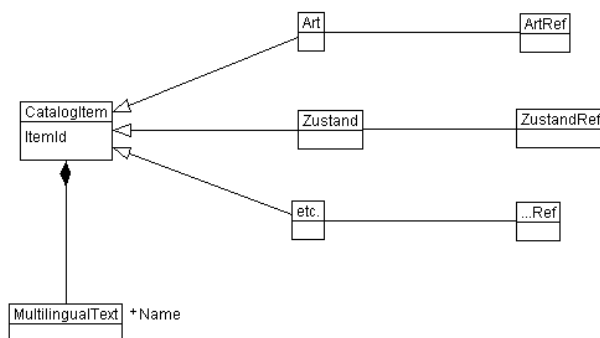 Art
ArtRef
CatalogItem
ItemId
Zustand
ZustandRef
etc.
...Ref
MultilingualText
*Name